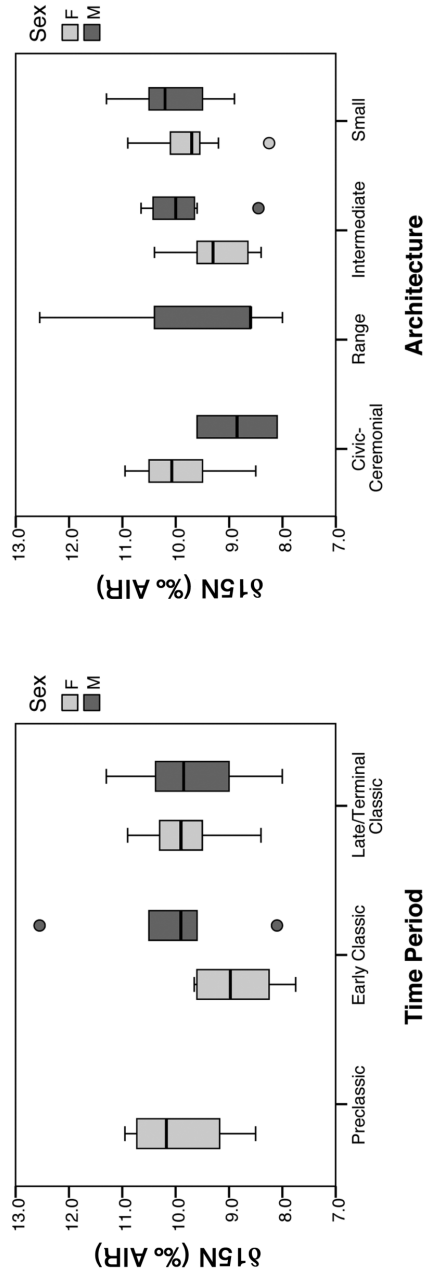 δ15N (‰ AIR)
13.0
12.0
11.0
10.0
9.0
8.0
7.0
Preclassic
Early Classic
Late/Terminal
Classic
Time Period
Sex
F
M
δ15N (‰ AIR)
13.0
12.0
11.0
10.0
9.0
8.0
7.0
Civic-
Ceremonial
Range
Intermediate
Small
Architecture
Sex
F
M